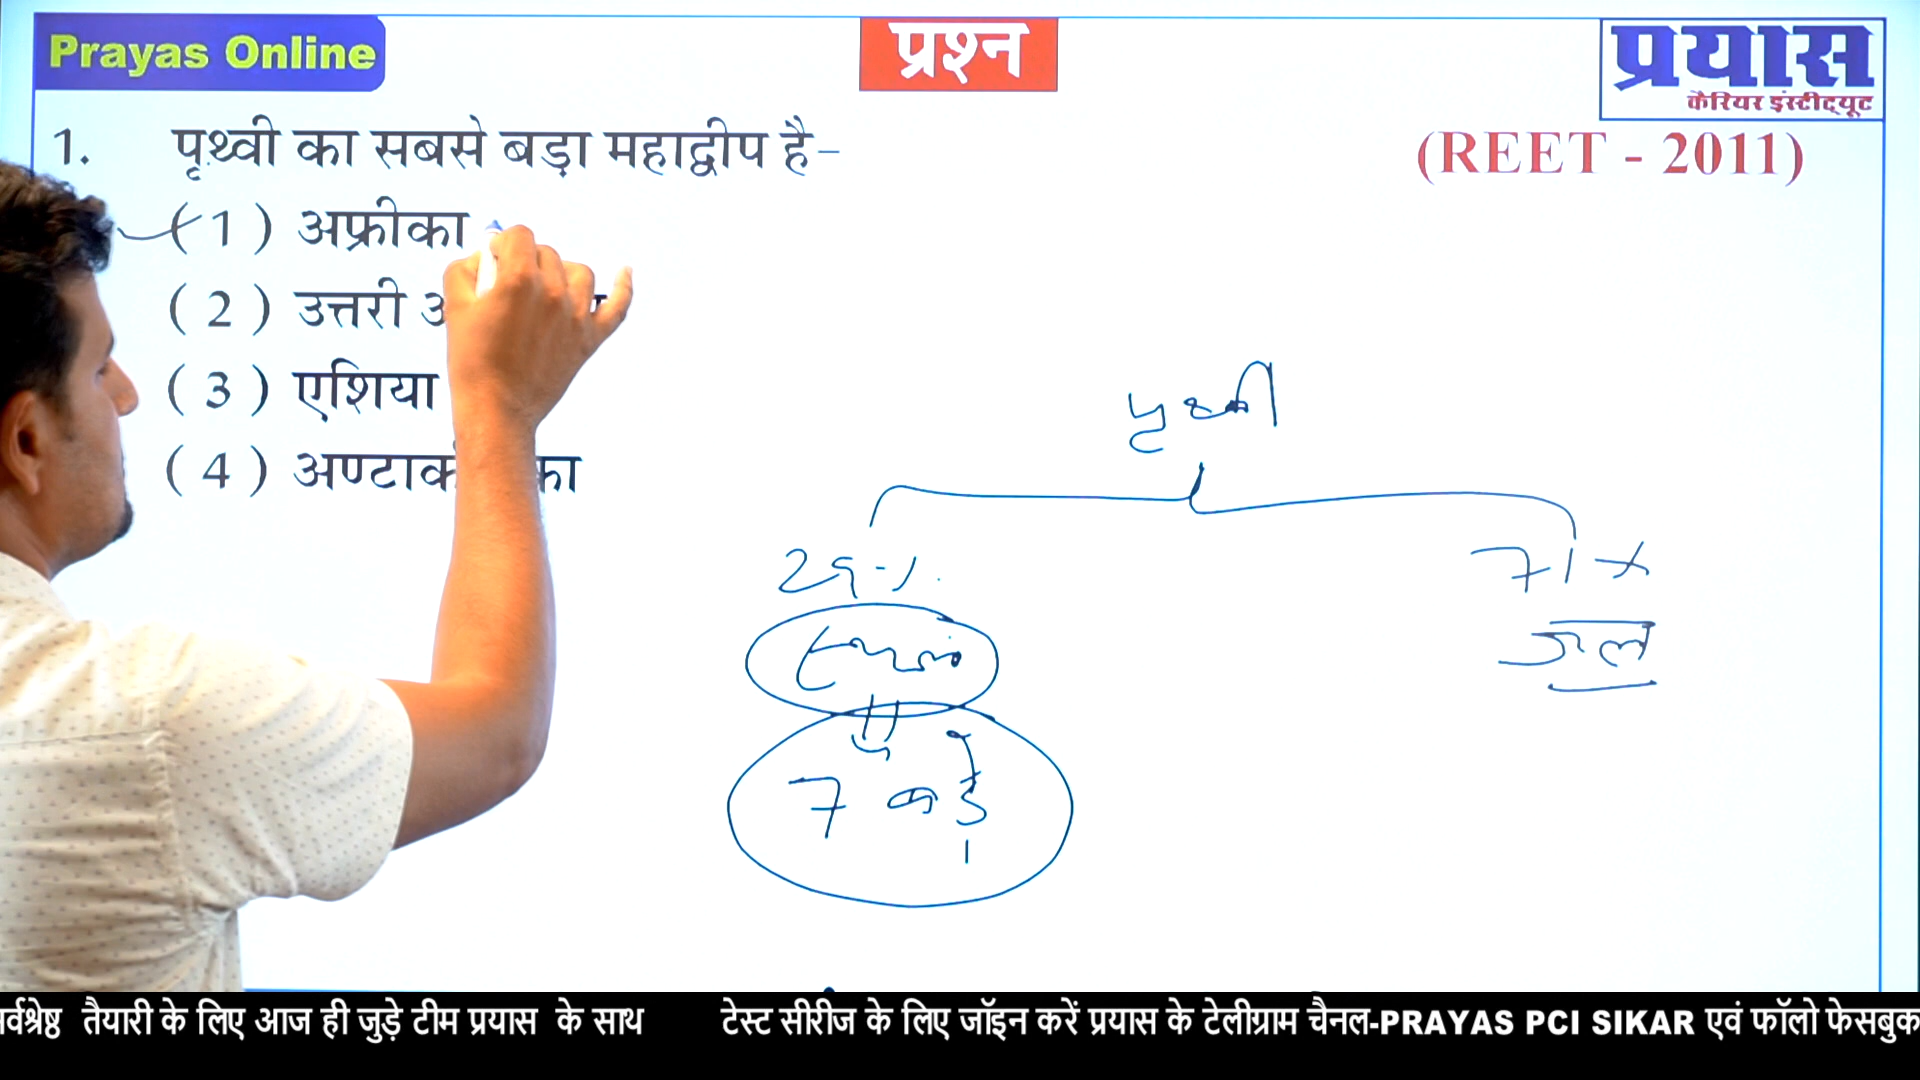 Prayas Online
प्रश्न
प्रयास
कैरियर इंस्टीट्यूट
1. पृथ्वी का सबसे बड़ा महाद्वीप है-
(REET - 2011)
(1) अफ्रीका
(2) उत्तरी
(3) एशिया
(4)
पृथ्वी
29%
71%
जल
7
र्वश्रेष्ठ तैयारी के लिए आज ही जुड़े टीम प्रयास के साथ टेस्ट सीरीज के लिए जॉइन करें प्रयास के टेलीग्राम चैनल-PRAYAS PCI SIKAR एवं फॉलो फेसबुक